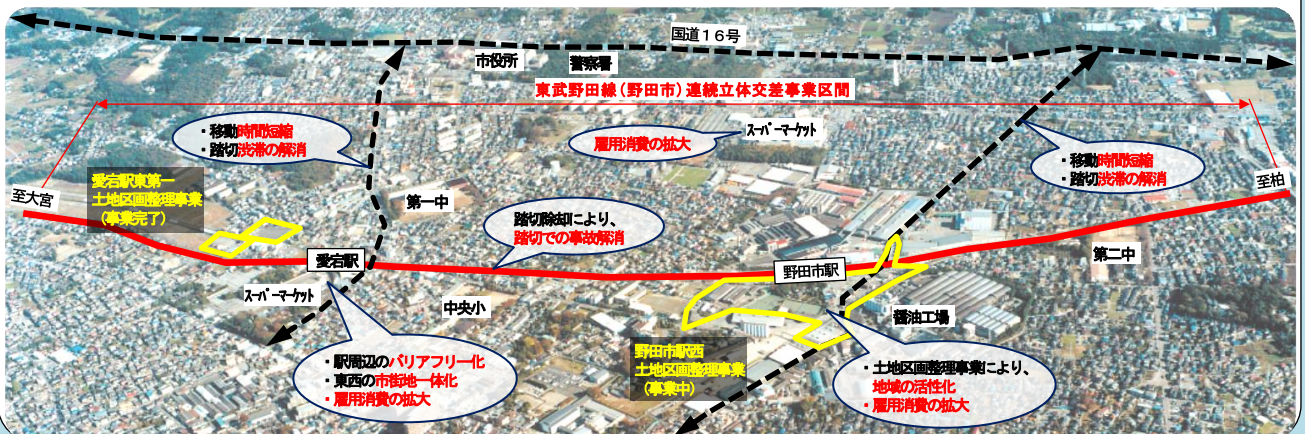 国道１６号
市役所
警察署
東武野田線（野田市）連続立体交差事業区間
・移動時間短縮
・踏切渋滞の解消
雇用消費の拡大
ｽｰﾊﾟｰﾏｰｹｯﾄ
・移動時間短縮
・踏切渋滞の解消
至大宮
愛宕駅東第一
土地区画整理事業
（事業完了）
第一中
至柏
踏切除却により、
踏切での事故解消
愛宕駅
野田市駅
第二中
ｽｰﾊﾟｰﾏｰｹｯﾄ
中央小
醤油工場
・駅周辺のバリアフリー化
・東西の市街地一体化
・雇用消費の拡大
野田市駅西
土地区画整理事業
（事業中）
・土地区画整理事業により、
地域の活性化
・雇用消費の拡大